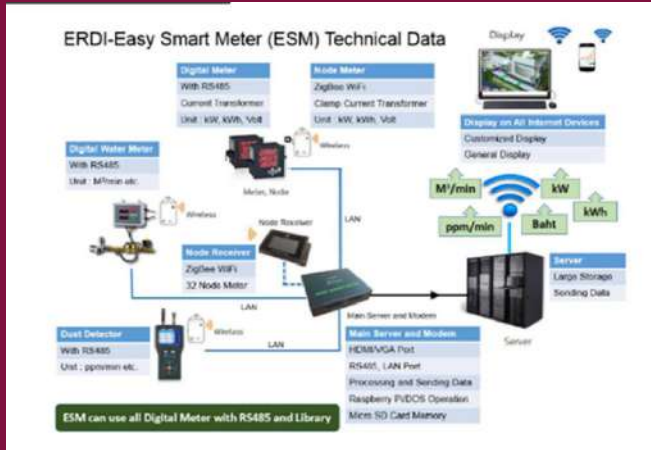 ERDI-Easy Smart Meter (ESM) Technical Data
Display
Digital Meter
With RS485
Current Transformer
Unit : kW, kWh, Volt
Node Meter
ZigBee WiFi
Clamp Current Transformer
Unit : kW, kWh, Volt
Wireless
Meter, Node
Display on All Internet Devices
Customized Display
General Display
Digital Water Meter
With RS485
Unit : M³/min etc.
Wireless
M³/min
kW
kWh
ppm/min
Baht
LAN
Node Receiver
Node Receiver
ZigBee WiFi
32 Node Meter
LAN
Main Server and Modem
Server
Large Storage
Sending Data
Server
Dust Detector
With RS485
Unit : ppm/min etc.
Wireless
LAN
Main Server and Modem
HDMI/VGA Port
RS485, LAN Port
Processing and Sending Data
Raspberry PI/DOS Operation
Micro SD Card Memory
ESM can use all Digital Meter with RS485 and Library